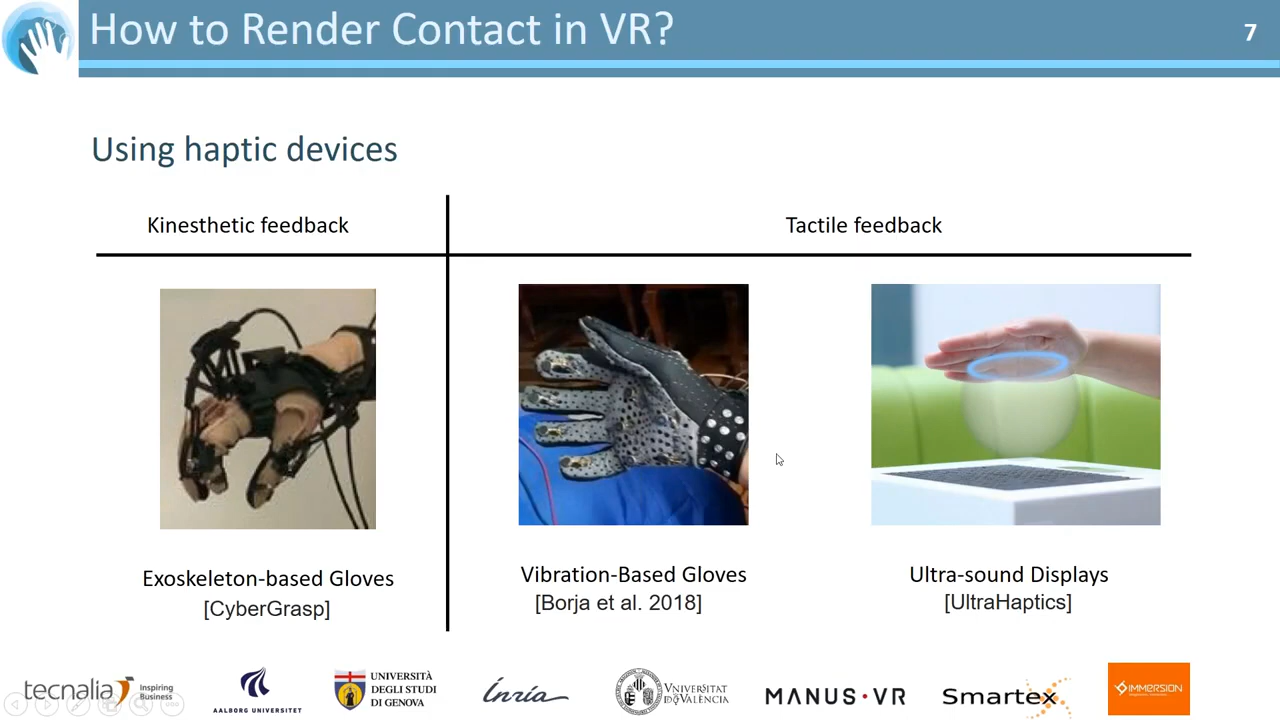 How to Render Contact in VR?
7
Using haptic devices
Kinesthetic feedback
Tactile feedback
Exoskeleton-based Gloves
[CyberGrasp]
Vibration-Based Gloves
[Borja et al. 2018]
Ultra-sound Displays
[UltraHaptics]
tecnalia
Inspiring
Business
AALBORG UNIVERSITET
UNIVERSITÀ
DEGLI STUDI
DI GENOVA
Inria
VNIVERSITAT
D VALÈNCIA
MANUS VR
Smartex
IMMERSION